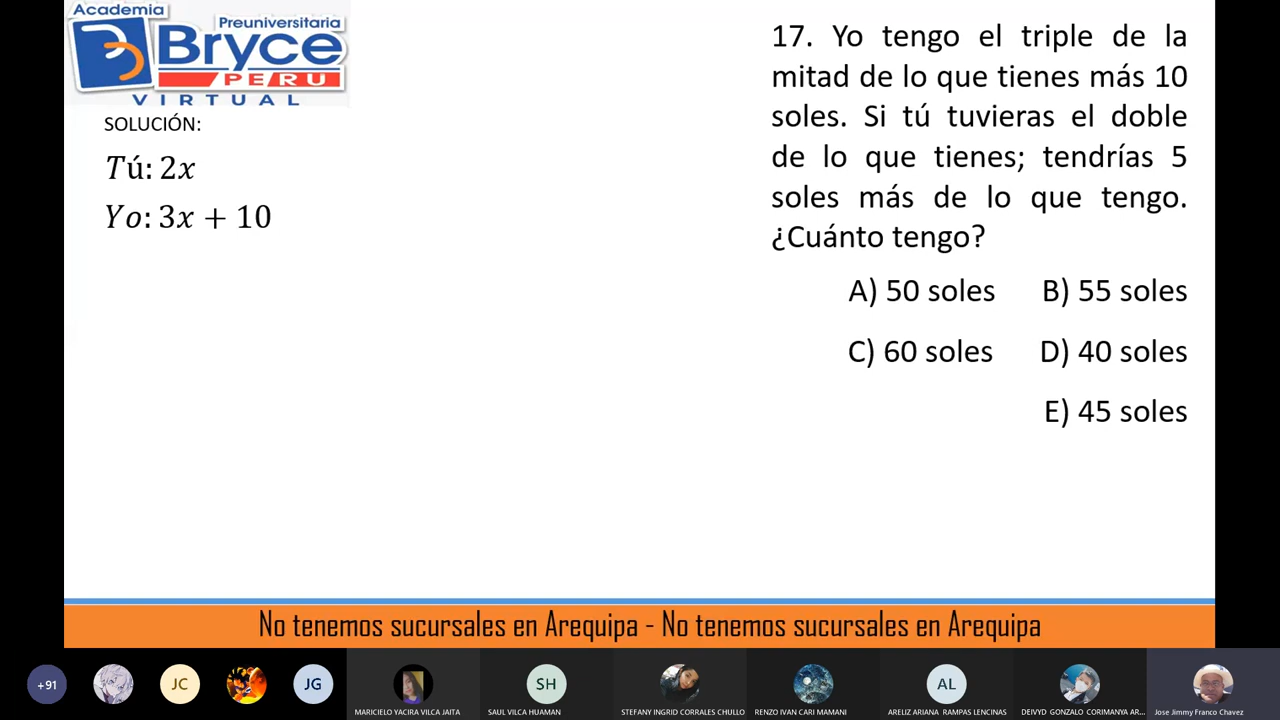 Academia
Preuniversitaria
Bryce
PERU
VIRTUAL
SOLUCIÓN:
Tú: 2x
Yo: 3x + 10
17. Yo tengo el triple de la
mitad de lo que tienes más 10
soles. Si tú tuvieras el doble
de lo que tienes; tendrías 5
soles más de lo que tengo.
¿Cuánto tengo?
A) 50 soles B) 55 soles
C) 60 soles D) 40 soles
E) 45 soles
No tenemos sucursales en Arequipa - No tenemos sucursales en Arequipa
+91
JC
JG
SH
AL
MARICIELO YACIRA VILCA JAITA
SAUL VILCA HUAMAN
STEFANY INGRID CORRALES CHULLO
RENZO IVAN CARI MAMANI
ARELIZ ARIANA RAMPAS LENCINAS
DEIVYD GONZALO CORIMANYA AR...
Jose Jimmy Franco Chavez